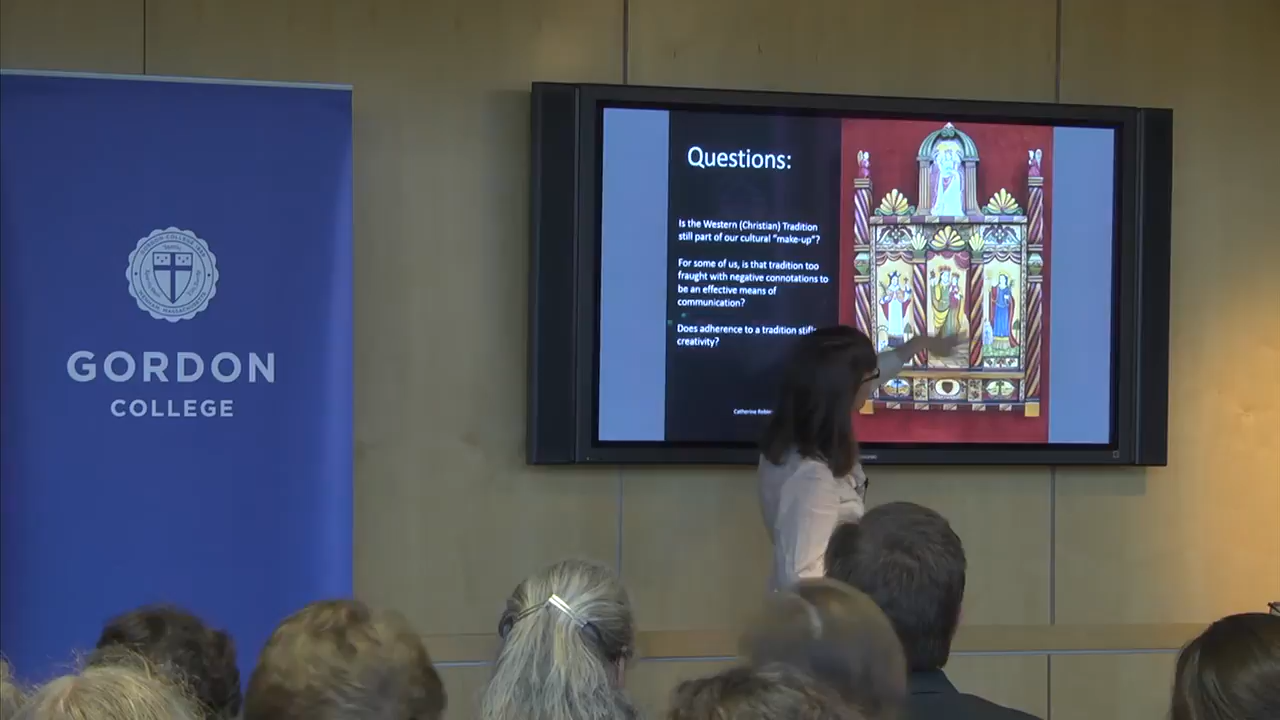 GORDON
COLLEGE
Questions:
Is the Western (Christian) Tradition
still part of our cultural "make-up"?
For some of us, is that tradition too
fraught with negative connotations to
be an effective means of
communication?
Does adherence to a tradition
creativity?
Catherine